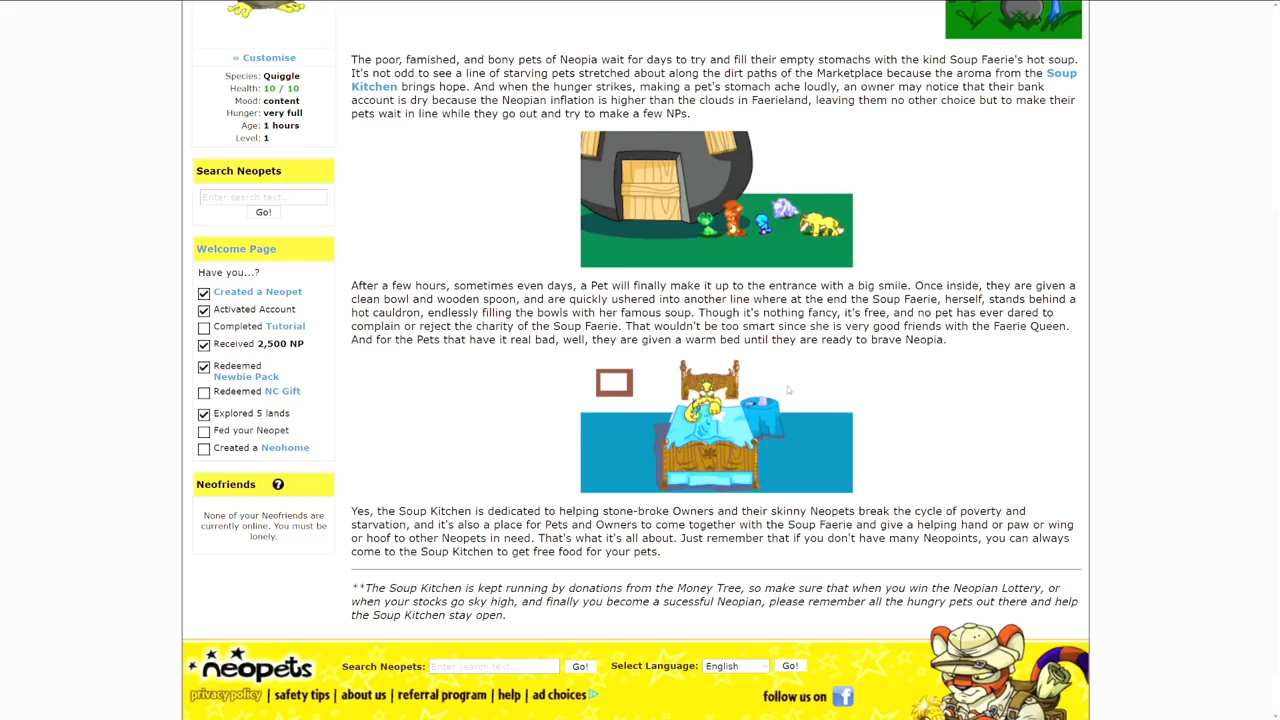 » Customise
Species: Quiggle
Health: 10 / 10
Mood: content
Hunger: very full
Age: 1 hours
Level: 1
Search Neopets
Enter search text...
Go!
Welcome Page
Have you...?
Created a Neopet
Activated Account
Completed Tutorial
Received 2,500 NP
Redeemed
Newbie Pack
Redeemed NC Gift
Explored 5 lands
Fed your Neopet
Created a Neohome
Neofriends ?
None of your Neofriends are
currently online. You must be
lonely.
The poor, famished, and bony pets of Neopia wait for days to try and fill their empty stomachs with the kind Soup Faerie's hot soup.
It's not odd to see a line of starving pets stretched about along the dirt paths of the Marketplace because the aroma from the Soup
Kitchen brings hope. And when the hunger strikes, making a pet's stomach ache loudly, an owner may notice that their bank
account is dry because the Neopian inflation is higher than the clouds in Faerieland, leaving them no other choice but to make their
pets wait in line while they go out and try to make a few NPs.
After a few hours, sometimes even days, a Pet will finally make it up to the entrance with a big smile. Once inside, they are given a
clean bowl and wooden spoon, and are quickly ushered into another line where at the end the Soup Faerie, herself, stands behind a
hot cauldron, endlessly filling the bowls with her famous soup. Though it's nothing fancy, it's free, and no pet has ever dared to
complain or reject the charity of the Soup Faerie. That wouldn't be too smart since she is very good friends with the Faerie Queen.
And for the Pets that have it real bad, well, they are given a warm bed until they are ready to brave Neopia.
Yes, the Soup Kitchen is dedicated to helping stone-broke Owners and their skinny Neopets break the cycle of poverty and
starvation, and it's also a place for Pets and Owners to come together with the Soup Faerie and give a helping hand or paw or wing
or hoof to other Neopets in need. That's what it's all about. Just remember that if you don't have many Neopoints, you can always
come to the Soup Kitchen to get free food for your pets.
**The Soup Kitchen is kept running by donations from the Money Tree, so make sure that when you win the Neopian Lottery, or
when your stocks go sky high, and finally you become a sucessful Neopian, please remember all the hungry pets out there and help
the Soup Kitchen stay open.
neopets
Search Neopets: Enter search text... Go! Select Language: English Go!
privacy policy | safety tips | about us | referral program | help | ad choices
follow us on f